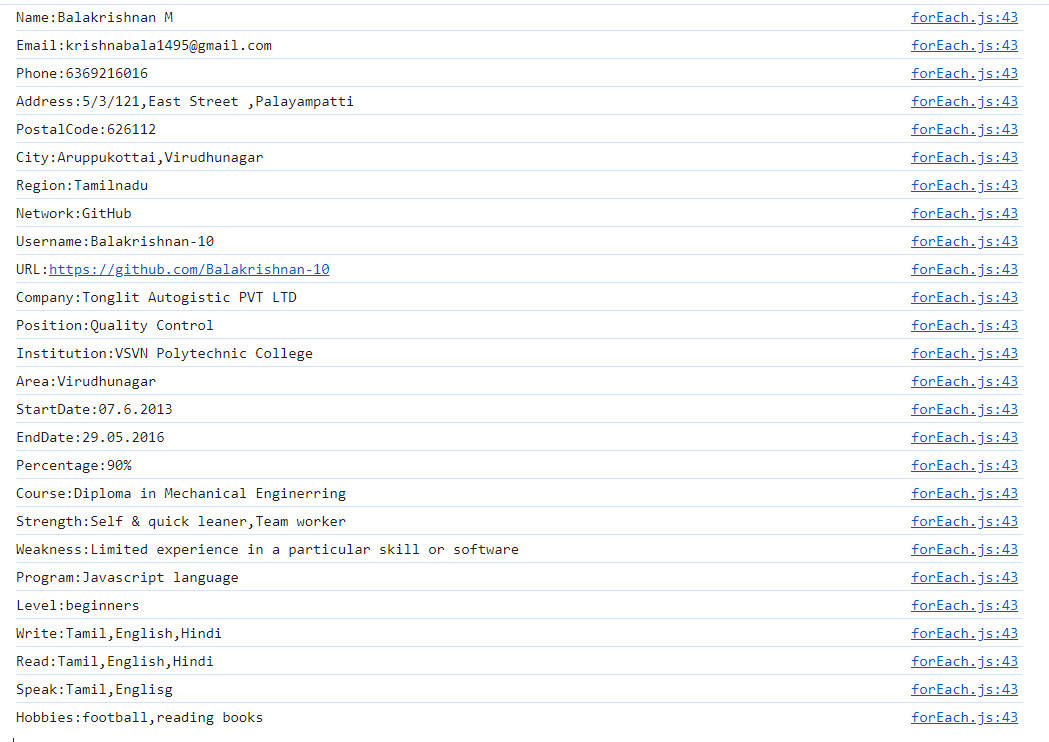 Name:Balakrishnan M forEach.js:43
Email:krishnabala1495@gmail.com forEach.js:43
Phone:6369216016 forEach.js:43
Address:5/3/121,East Street ,Palayampatti forEach.js:43
PostalCode:626112 forEach.js:43
City:Aruppukottai,Virudhunagar forEach.js:43
Region:Tamilnadu forEach.js:43
Network:GitHub forEach.js:43
Username:Balakrishnan-10 forEach.js:43
URL:https://github.com/Balakrishnan-10 forEach.js:43
Company:Tonglit Autogistic PVT LTD forEach.js:43
Position:Quality Control forEach.js:43
Institution:VSVN Polytechnic College forEach.js:43
Area:Virudhunagar forEach.js:43
StartDate:07.6.2013 forEach.js:43
EndDate:29.05.2016 forEach.js:43
Percentage:90% forEach.js:43
Course:Diploma in Mechanical Enginerring forEach.js:43
Strength:Self & quick leaner,Team worker forEach.js:43
Weakness:Limited experience in a particular skill or software forEach.js:43
Program:Javascript language forEach.js:43
Level:beginners forEach.js:43
Write:Tamil,English,Hindi forEach.js:43
Read:Tamil,English,Hindi forEach.js:43
Speak:Tamil,Englisg forEach.js:43
Hobbies:football,reading books forEach.js:43